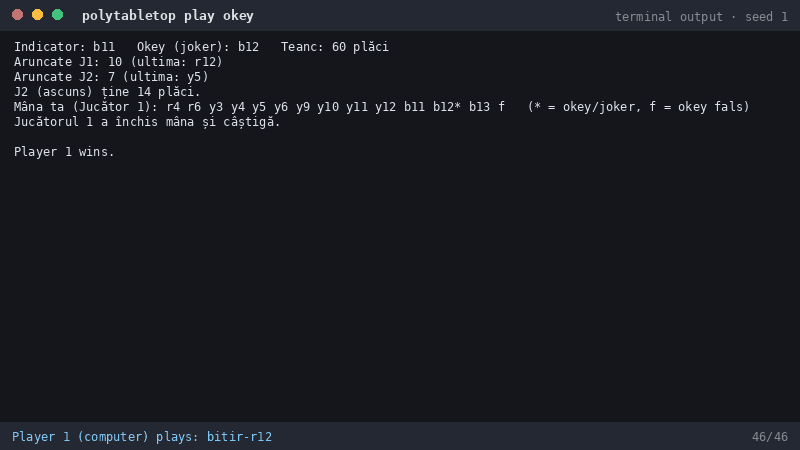 polytabletop play okey
terminal output · seed 1
Indicator: b11   Okey (joker): b12   Teanc: 60 plăci
Aruncate J1: 10 (ultima: r12)
Aruncate J2: 7 (ultima: y5)
J2 (ascuns) ține 14 plăci.
Mâna ta (Jucător 1): r4 r6 y3 y4 y5 y6 y9 y10 y11 y12 b11 b12* b13 f   (* = okey/joker, f = okey fals)
Jucătorul 1 a închis mâna și câștigă.
Player 1 wins.
Player 1 (computer) plays: bitir-r12
46/46